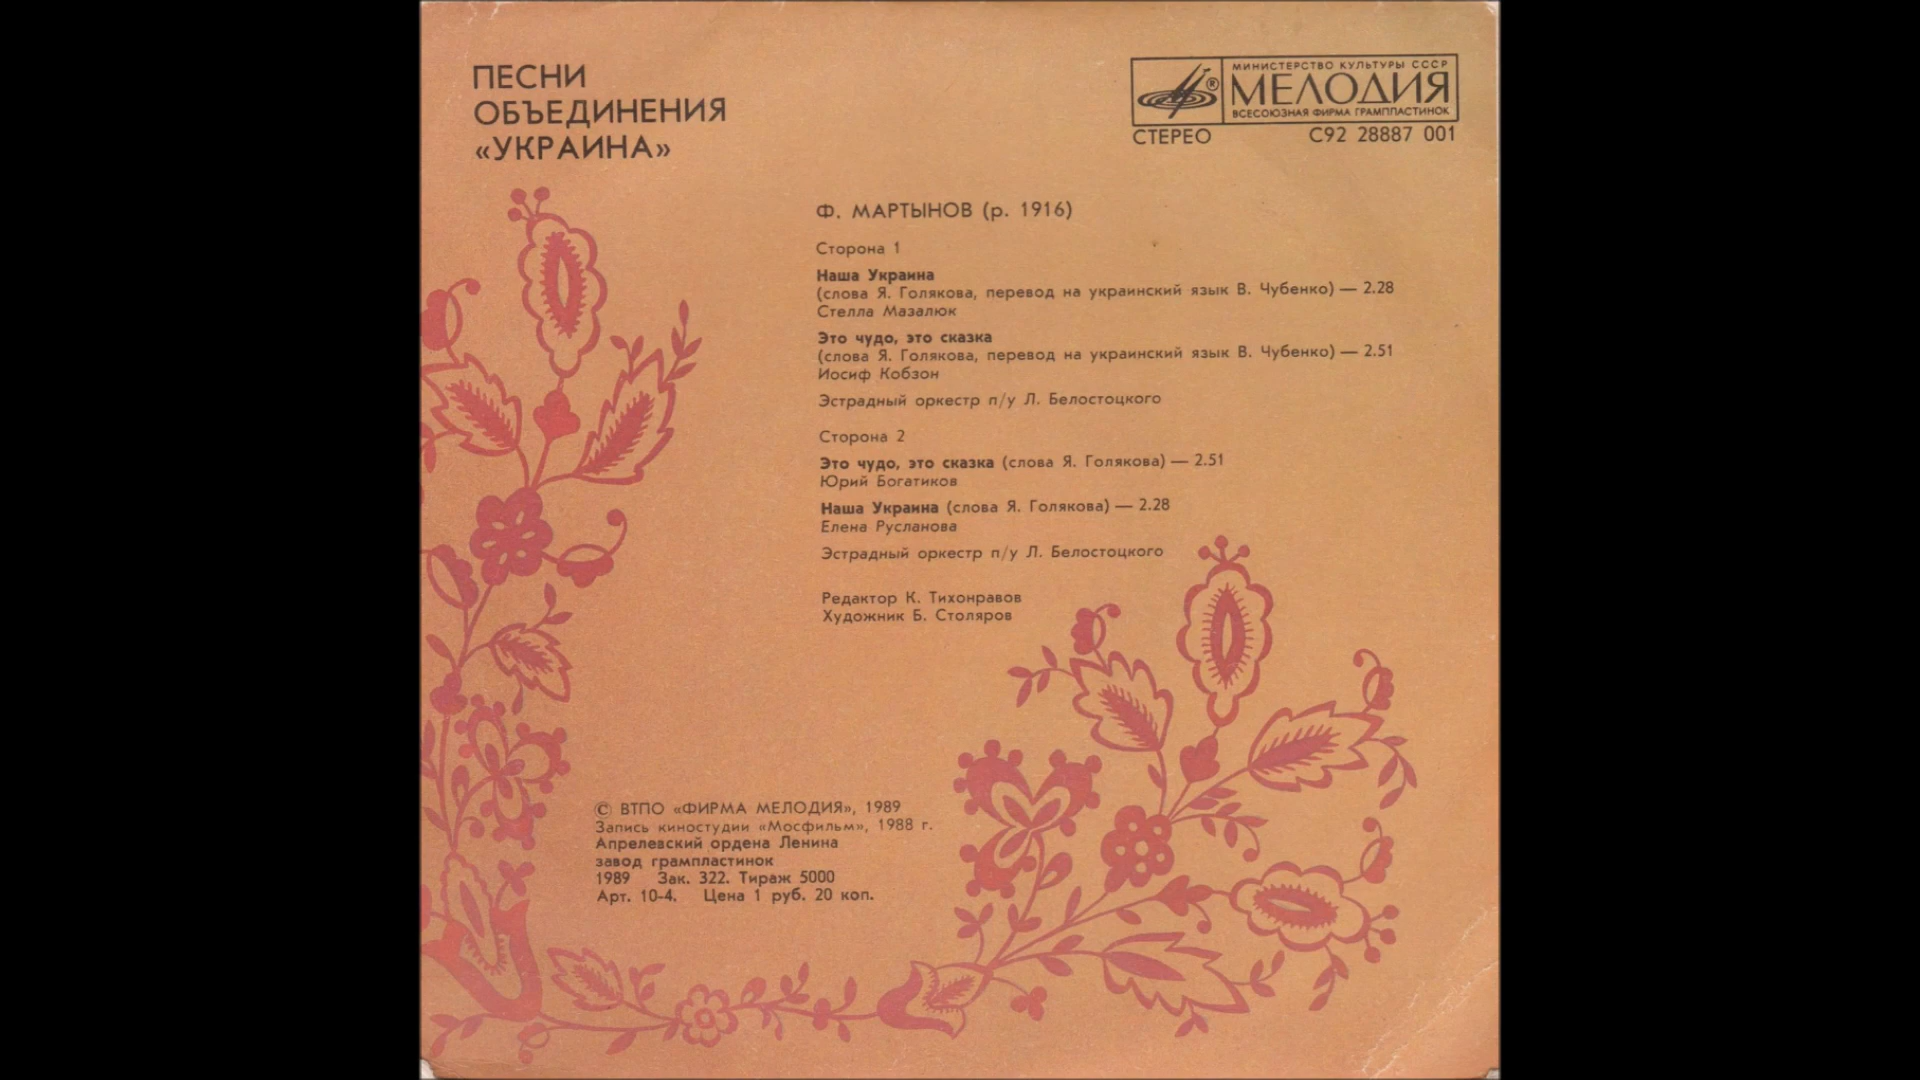 ПЕСНИ
ОБЪЕДИНЕНИЯ
«УКРАИНА»
МИНИСТЕРСТВО КУЛЬТУРЫ СССР
МЕЛОДИЯ
ВСЕСОЮЗНАЯ ФИРМА ГРАМПЛАСТИНОК
СТЕРЕО С92 28887 001
Ф. МАРТЫНОВ (р. 1916)
Сторона 1
Наша Украина
(слова Я. Голякова, перевод на украинский язык В. Чубенко) — 2.28
Стелла Мазалюк
Это чудо, это сказка
(слова Я. Голякова, перевод на украинский язык В. Чубенко) — 2.51
Иосиф Кобзон
Эстрадный оркестр п/у Л. Белостоцкого
Сторона 2
Это чудо, это сказка (слова Я. Голякова) — 2.51
Юрий Богатиков
Наша Украина (слова Я. Голякова) — 2.28
Елена Русланова
Эстрадный оркестр п/у Л. Белостоцкого
Редактор К. Тихонравов
Художник Б. Столяров
© ВТПО «ФИРМА МЕЛОДИЯ», 1989
Запись киностудии «Мосфильм», 1988 г.
Апрелевский ордена Ленина
завод грампластинок
1989 Зак. 322. Тираж 5000
Арт. 10-4. Цена 1 руб. 20 коп.